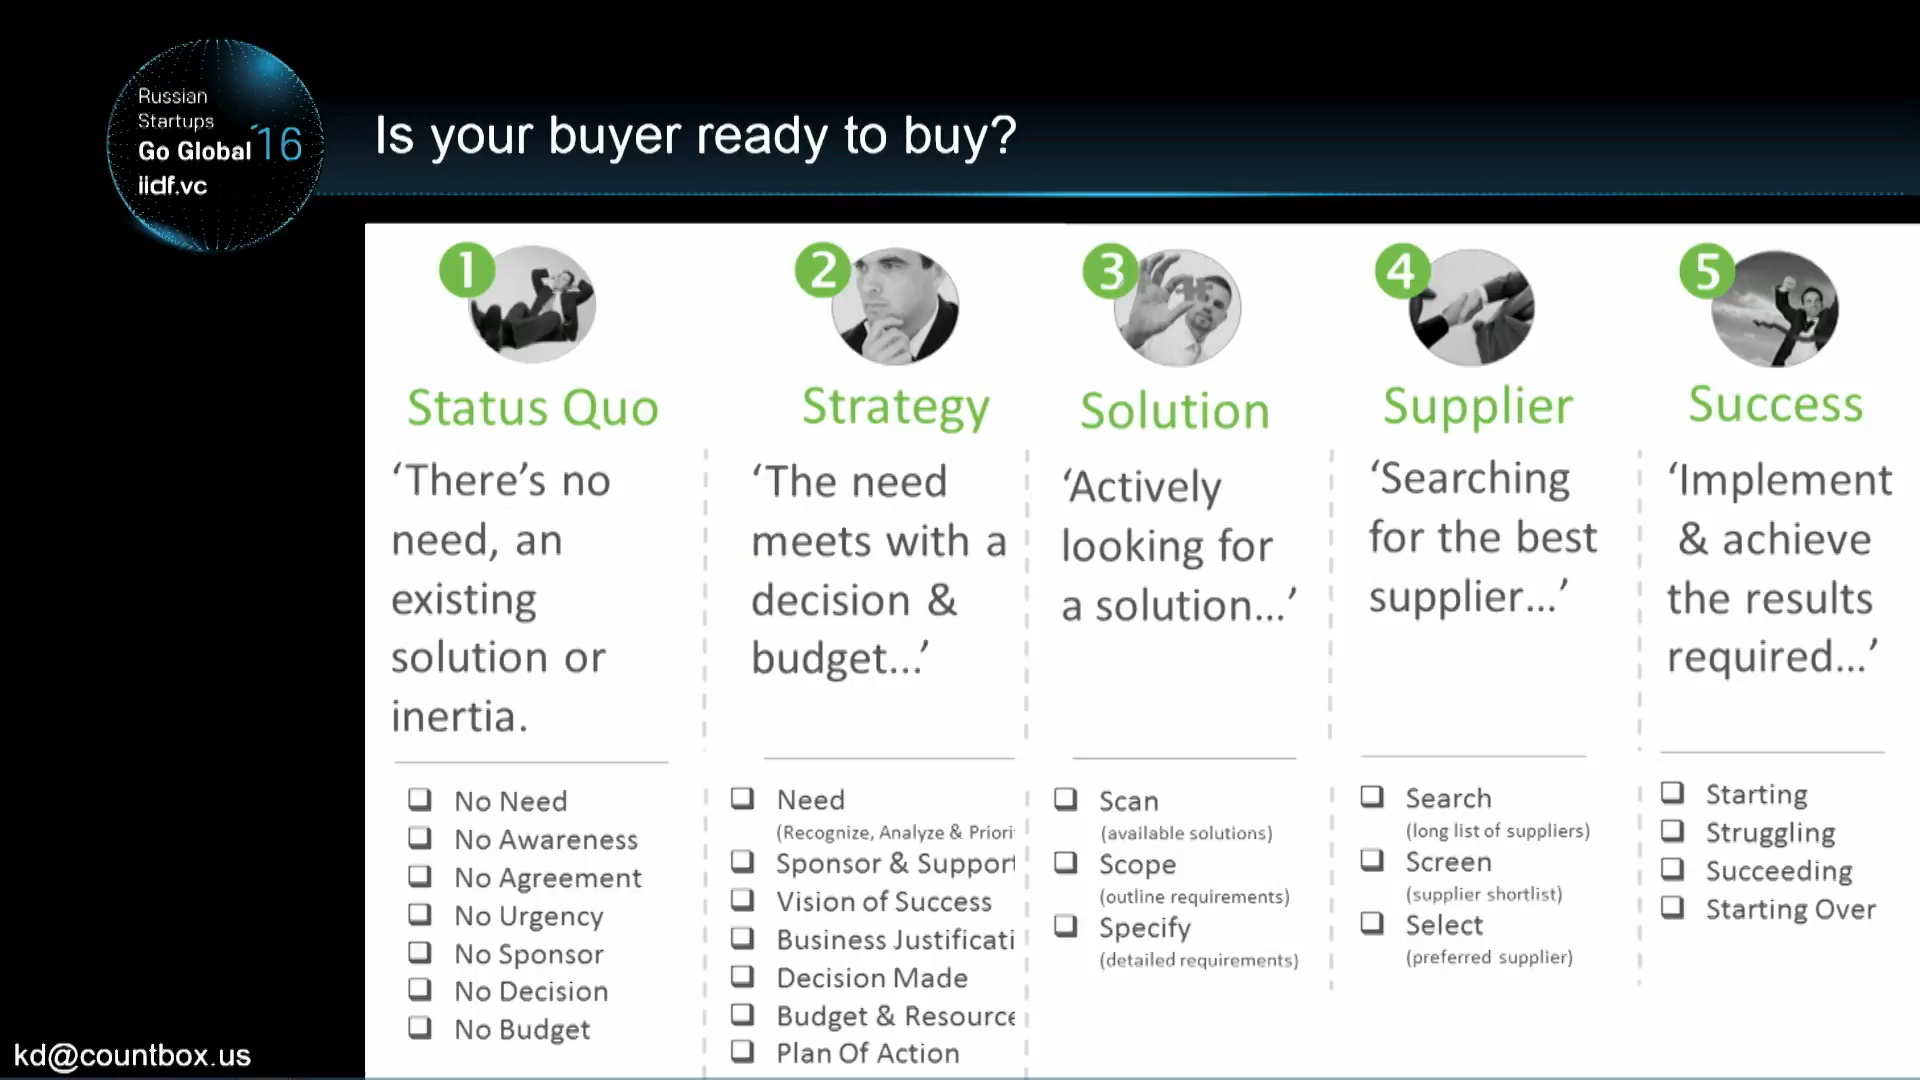 Russian
Startups
Go Global '16
iidf.vc
Is your buyer ready to buy?
1
Status Quo
‘There’s no
need, an
existing
solution or
inertia.
❑ No Need
❑ No Awareness
❑ No Agreement
❑ No Urgency
❑ No Sponsor
❑ No Decision
❑ No Budget
2
Strategy
‘The need
meets with a
decision &
budget...’
❑ Need
(Recognize, Analyze & Priori
❑ Sponsor & Support
❑ Vision of Success
❑ Business Justificati
❑ Decision Made
❑ Budget & Resource
❑ Plan Of Action
3
Solution
‘Actively
looking for
a solution...’
❑ Scan
(available solutions)
❑ Scope
(outline requirements)
❑ Specify
(detailed requirements)
4
Supplier
‘Searching
for the best
supplier...’
❑ Search
(long list of suppliers)
❑ Screen
(supplier shortlist)
❑ Select
(preferred supplier)
5
Success
‘Implement
& achieve
the results
required...’
❑ Starting
❑ Struggling
❑ Succeeding
❑ Starting Over
kd@countbox.us